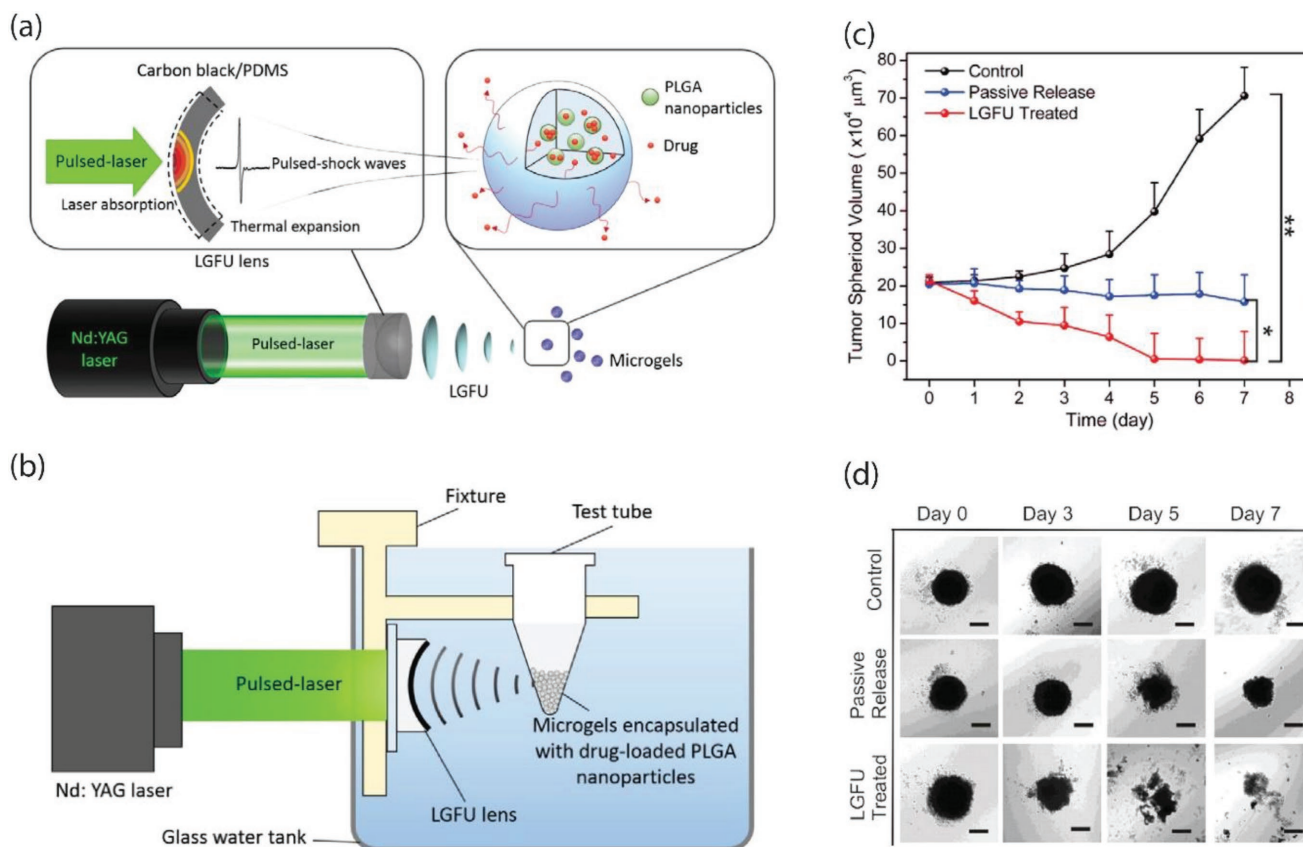 (a)
Carbon black/PDMS
Pulsed-laser
Laser absorption
Pulsed-shock waves
Thermal expansion
LGFU lens
PLGA
nanoparticles
Drug
Nd:YAG
laser
Pulsed-laser
LGFU
Microgels
(b)
Fixture
Test tube
Pulsed-laser
Microgels encapsulated
with drug-loaded PLGA
nanoparticles
Nd: YAG laser
LGFU lens
Glass water tank
(c)
Tumor Spheriod Volume ( x10⁴ μm³)
80
70
60
50
40
30
20
10
0
Control
Passive Release
LGFU Treated
**
*
0 1 2 3 4 5 6 7 8
Time (day)
(d)
Day 0 Day 3 Day 5 Day 7
Control
Passive
Release
LGFU
Treated